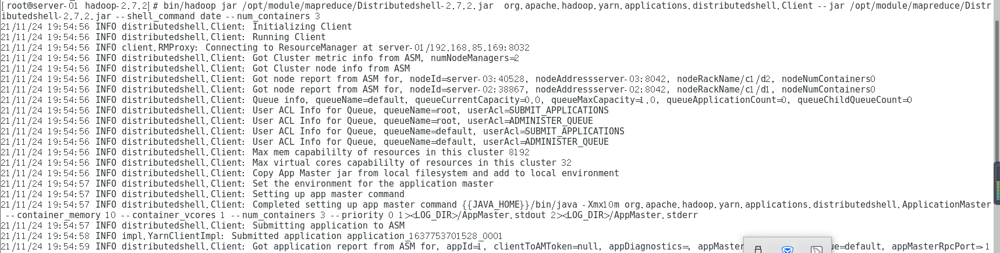 [root@server-01 hadoop-2.7.2]# bin/hadoop jar /opt/module/mapreduce/Distributedshell-2.7.2.jar  org.apache.hadoop.yarn.applications.distributedshell.Client --jar /opt/module/mapreduce/Distr
ibutedshell-2.7.2.jar --shell_command date --num_containers 3
21/11/24 19:54:56 INFO distributedshell.Client: Initializing Client
21/11/24 19:54:56 INFO distributedshell.Client: Running Client
21/11/24 19:54:56 INFO client.RMProxy: Connecting to ResourceManager at server-01/192.168.85.169:8032
21/11/24 19:54:56 INFO distributedshell.Client: Got Cluster metric info from ASM, numNodeManagers=2
21/11/24 19:54:56 INFO distributedshell.Client: Got Cluster node info from ASM
21/11/24 19:54:56 INFO distributedshell.Client: Got node report from ASM for, nodeId=server-03:40528, nodeAddressserver-03:8042, nodeRackName/c1/d2, nodeNumContainers0
21/11/24 19:54:56 INFO distributedshell.Client: Got node report from ASM for, nodeId=server-02:38867, nodeAddressserver-02:8042, nodeRackName/c1/d1, nodeNumContainers0
21/11/24 19:54:56 INFO distributedshell.Client: Queue info, queueName=default, queueCurrentCapacity=0.0, queueMaxCapacity=1.0, queueApplicationCount=0, queueChildQueueCount=0
21/11/24 19:54:56 INFO distributedshell.Client: User ACL Info for Queue, queueName=root, userAcl=SUBMIT_APPLICATIONS
21/11/24 19:54:56 INFO distributedshell.Client: User ACL Info for Queue, queueName=root, userAcl=ADMINISTER_QUEUE
21/11/24 19:54:56 INFO distributedshell.Client: User ACL Info for Queue, queueName=default, userAcl=SUBMIT_APPLICATIONS
21/11/24 19:54:56 INFO distributedshell.Client: User ACL Info for Queue, queueName=default, userAcl=ADMINISTER_QUEUE
21/11/24 19:54:56 INFO distributedshell.Client: Max mem capabililty of resources in this cluster 8192
21/11/24 19:54:56 INFO distributedshell.Client: Max virtual cores capabililty of resources in this cluster 32
21/11/24 19:54:56 INFO distributedshell.Client: Copy App Master jar from local filesystem and add to local environment
21/11/24 19:54:57 INFO distributedshell.Client: Set the environment for the application master
21/11/24 19:54:57 INFO distributedshell.Client: Setting up app master command
21/11/24 19:54:57 INFO distributedshell.Client: Completed setting up app master command {{JAVA_HOME}}/bin/java -Xmx10m org.apache.hadoop.yarn.applications.distributedshell.ApplicationMaster
 --container_memory 10 --container_vcores 1 --num_containers 3 --priority 0 1><LOG_DIR>/AppMaster.stdout 2><LOG_DIR>/AppMaster.stderr
21/11/24 19:54:57 INFO distributedshell.Client: Submitting application to ASM
21/11/24 19:54:58 INFO impl.YarnClientImpl: Submitted application application_1637753701528_0001
21/11/24 19:54:59 INFO distributedshell.Client: Got application report from ASM for, appId=1, clientToAMToken=null, appDiagnostics=, appMaster ue=default, appMasterRpcPort=-1